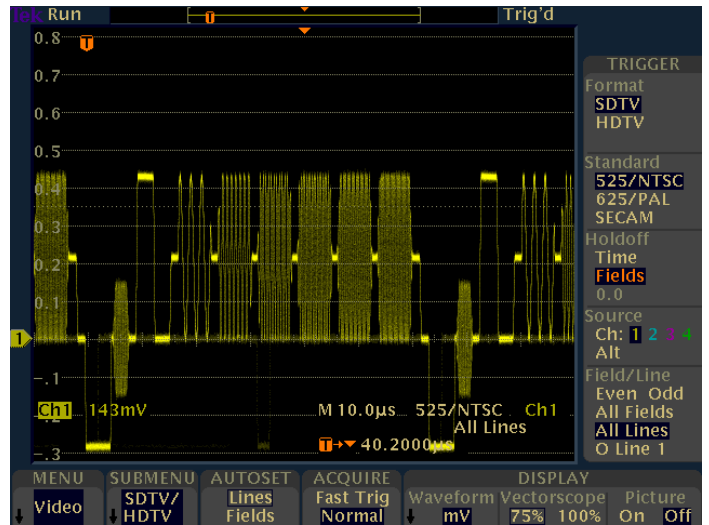 Tek Run Trig'd
T
0.8
T
0.7
0.6
0.5
0.4
0.3
0.2
0.1
1
-.1
-.2
-.3
Ch1 143mV M 10.0µs 525/NTSC Ch1
All Lines
T→▼ 40.2000µs
TRIGGER
Format
SDTV
HDTV
Standard
525/NTSC
625/PAL
SECAM
Holdoff
Time
Fields
0.0
Source
Ch: 1 2 3 4
Alt
Field/Line
Even Odd
All Fields
All Lines
O Line 1
MENU SUBMENU AUTOSET ACQUIRE DISPLAY
Video SDTV/ Lines Fast Trig Waveform Vectorscope Picture
HDTV Fields Normal mV 75% 100% On Off